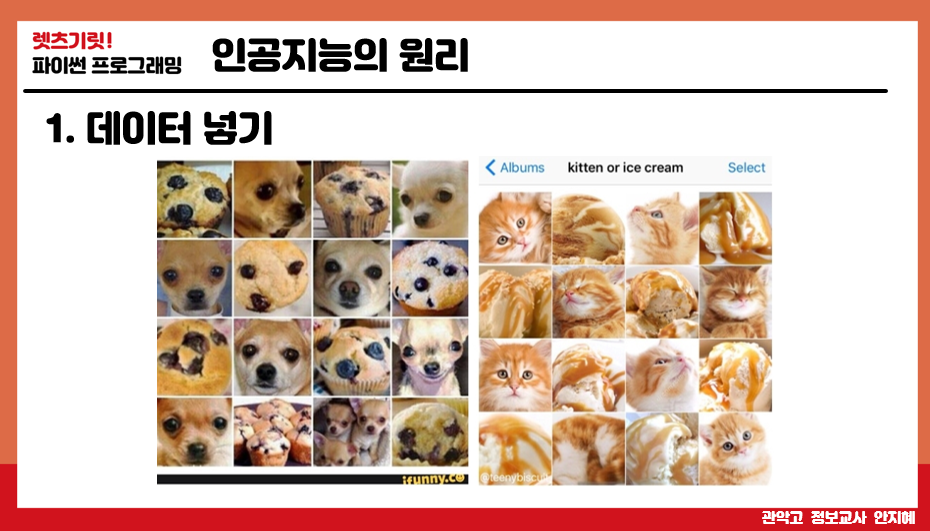 렛츠기릿!
파이썬 프로그래밍
인공지능의 원리
1. 데이터 넣기
Albums
kitten or ice cream
Select
ifunny.co
@teenybiscuit
관악고 정보교사 안지혜